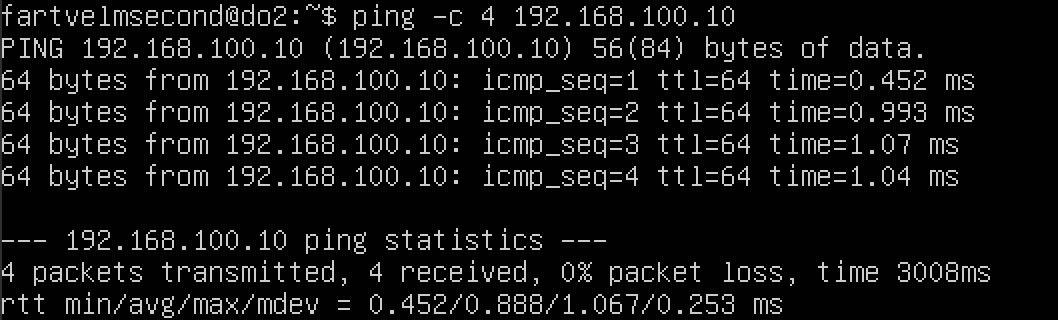 fartvelmsecond@do2:~$ ping -c 4 192.168.100.10
PING 192.168.100.10 (192.168.100.10) 56(84) bytes of data.
64 bytes from 192.168.100.10: icmp_seq=1 ttl=64 time=0.452 ms
64 bytes from 192.168.100.10: icmp_seq=2 ttl=64 time=0.993 ms
64 bytes from 192.168.100.10: icmp_seq=3 ttl=64 time=1.07 ms
64 bytes from 192.168.100.10: icmp_seq=4 ttl=64 time=1.04 ms
--- 192.168.100.10 ping statistics ---
4 packets transmitted, 4 received, 0% packet loss, time 3008ms
rtt min/avg/max/mdev = 0.452/0.888/1.067/0.253 ms